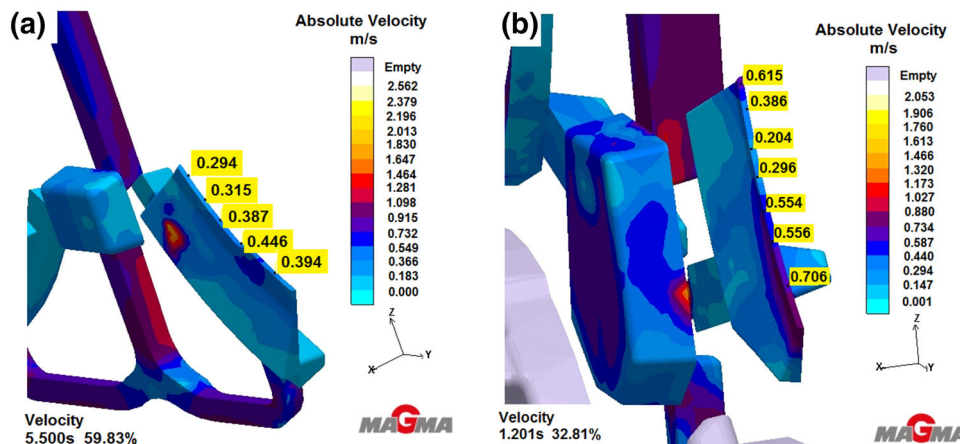 (a)
Absolute Velocity
m/s
Empty
2.562
2.379
2.196
2.013
1.830
1.647
1.464
1.281
1.098
0.915
0.732
0.549
0.366
0.183
0.000
0.294
0.315
0.387
0.446
0.394
Z
Y
X
Velocity
5.500s 59.83%
MAGMA
(b)
Absolute Velocity
m/s
Empty
2.053
1.906
1.760
1.613
1.466
1.320
1.173
1.027
0.880
0.734
0.587
0.440
0.294
0.147
0.001
0.615
0.386
0.204
0.296
0.554
0.556
0.706
Z
Y
X
Velocity
1.201s 32.81%
MAGMA